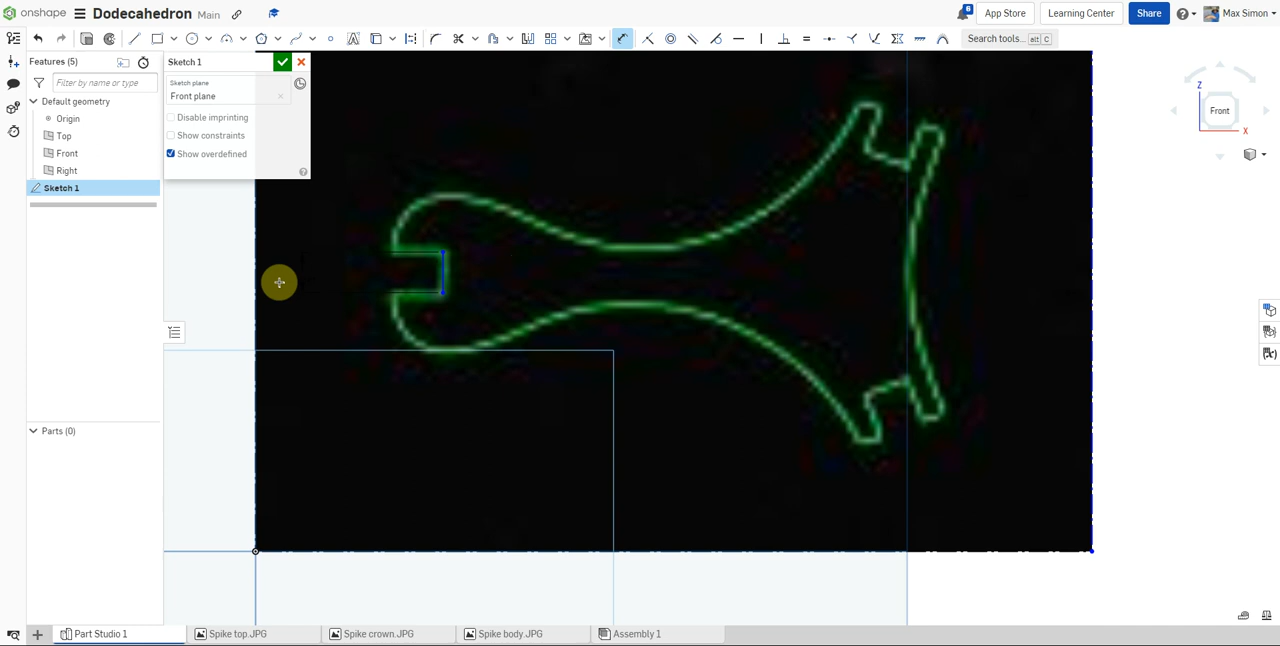 onshape Dodecahedron Main 6 App Store Learning Center Share Max Simon
Search tools... alt C
Features (5)
Filter by name or type
Default geometry
Origin
Top
Front
Right
Sketch 1
Parts (0)
Sketch 1
Sketch plane
Front plane
Disable imprinting
Show constraints
Show overdefined
Z
Front
X
Part Studio 1 Spike top.JPG Spike crown.JPG Spike body.JPG Assembly 1